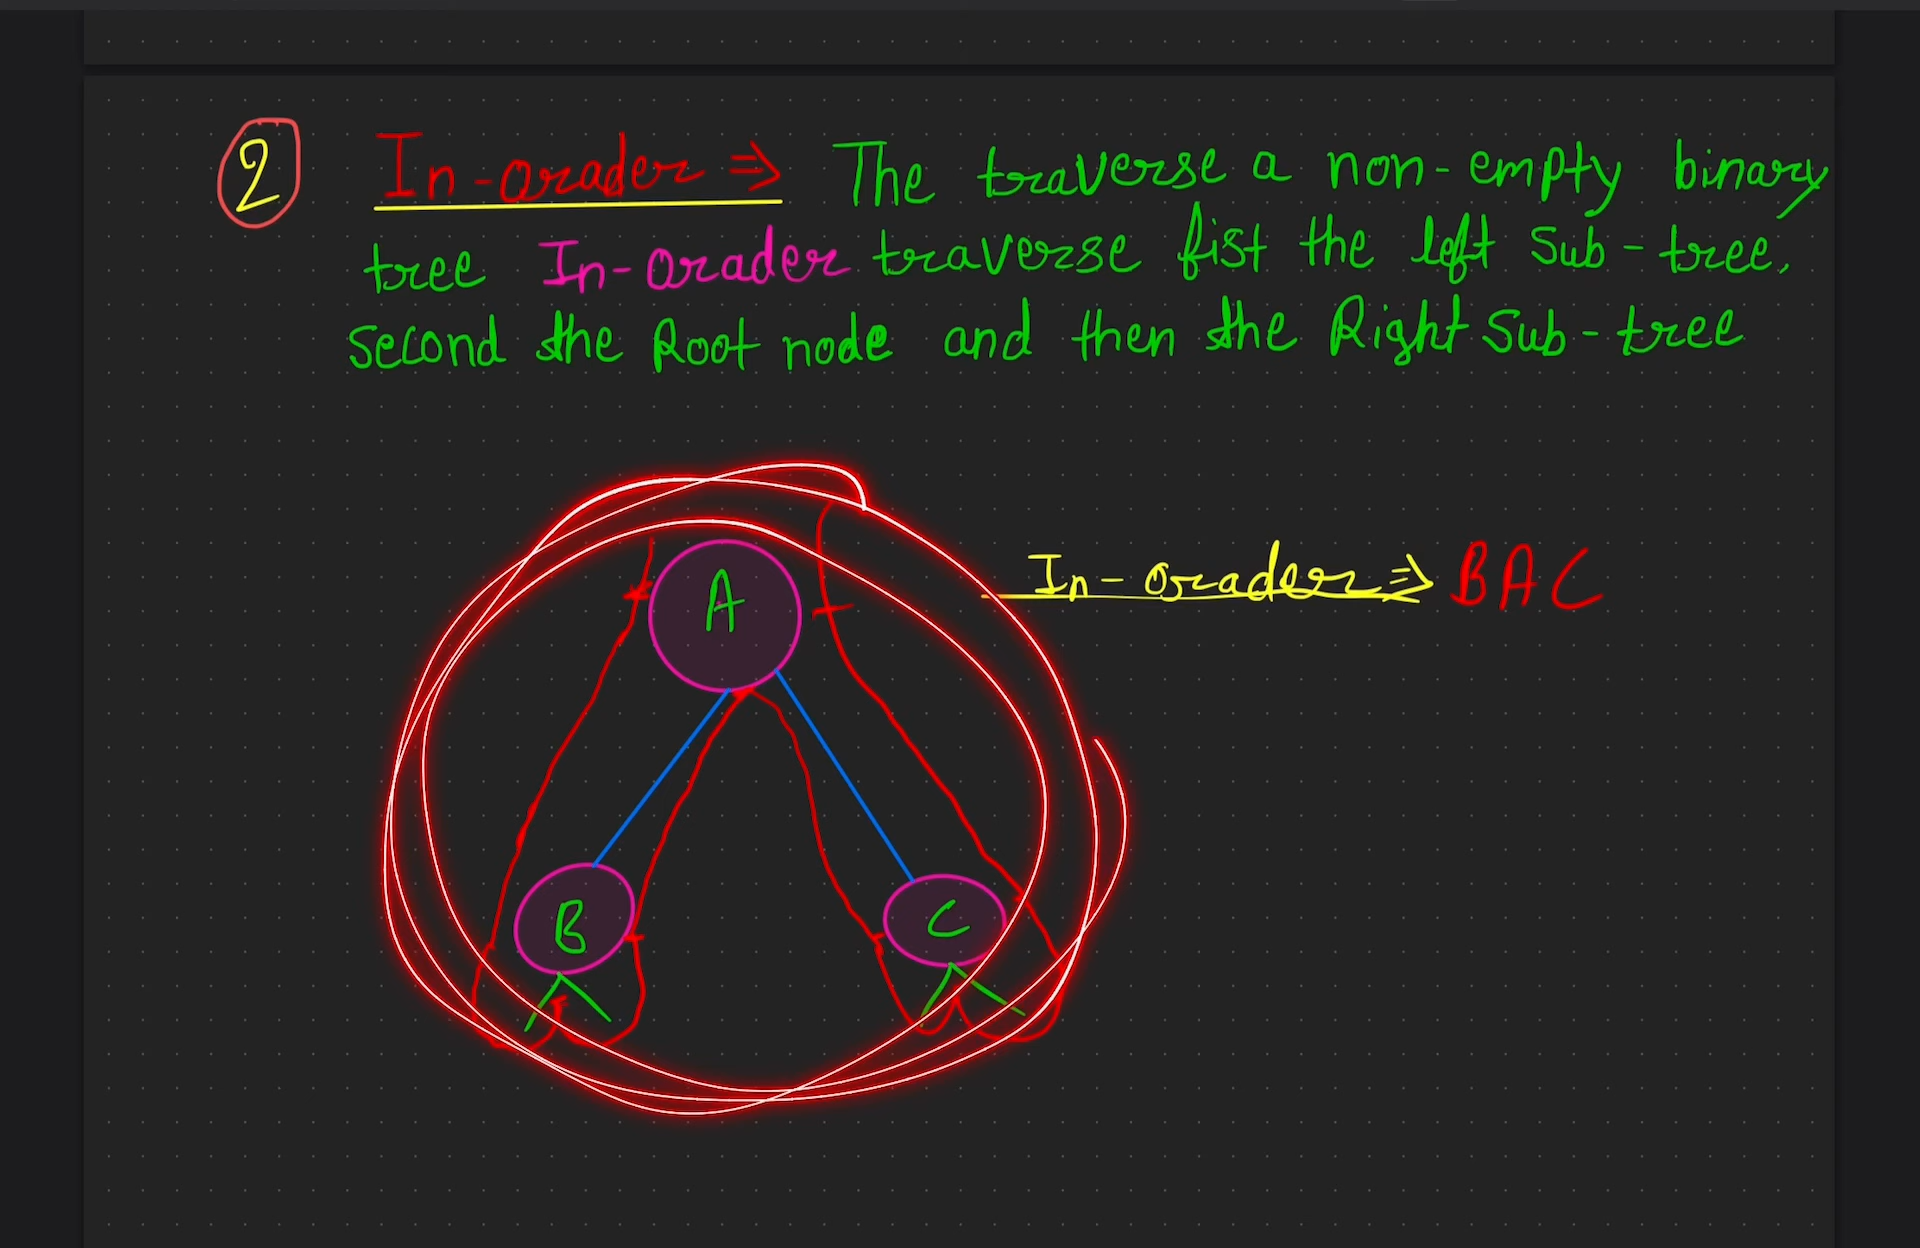 2 In-orader ⇒ The traverse a non-empty binary
tree In-orader traverse fist the left Sub-tree,
second the Root node and then the Right Sub-tree
In-orader ⇒ BAC
A
B
C